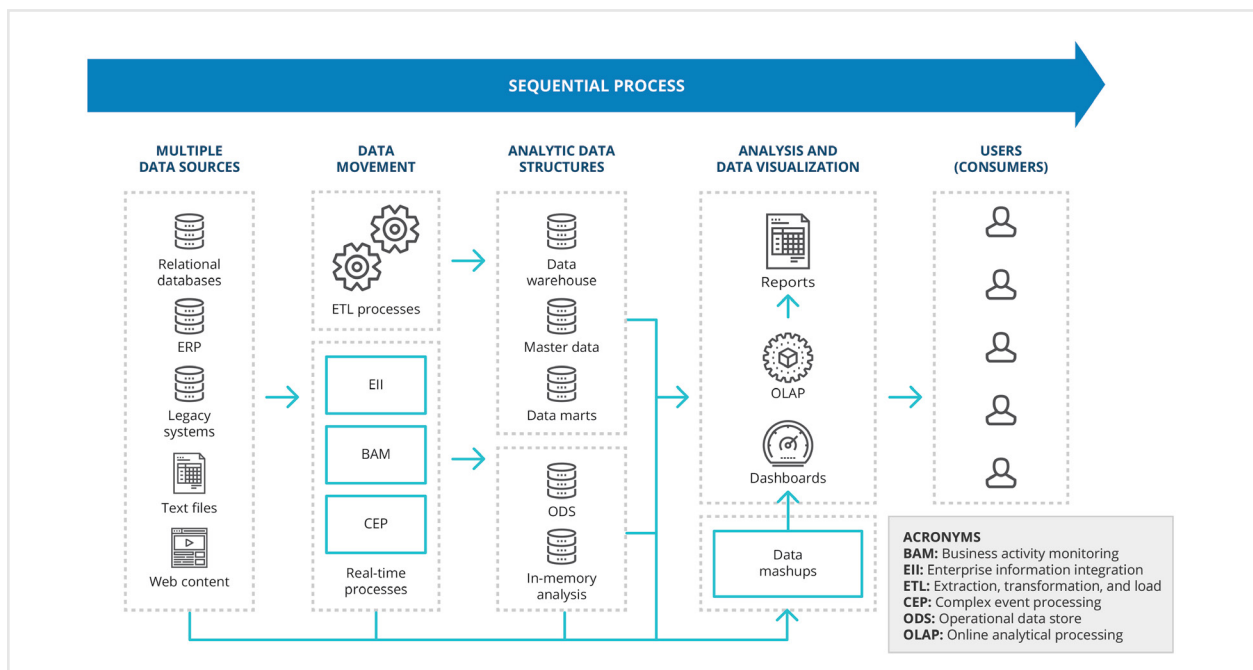 SEQUENTIAL PROCESS
MULTIPLE
DATA SOURCES
Relational
databases
ERP
Legacy
systems
Text files
Web content
DATA
MOVEMENT
ETL processes
EII
BAM
CEP
Real-time
processes
ANALYTIC DATA
STRUCTURES
Data
warehouse
Master data
Data marts
ODS
In-memory
analysis
ANALYSIS AND
DATA VISUALIZATION
Reports
OLAP
Dashboards
Data
mashups
USERS
(CONSUMERS)
ACRONYMS
BAM: Business activity monitoring
EII: Enterprise information integration
ETL: Extraction, transformation, and load
CEP: Complex event processing
ODS: Operational data store
OLAP: Online analytical processing